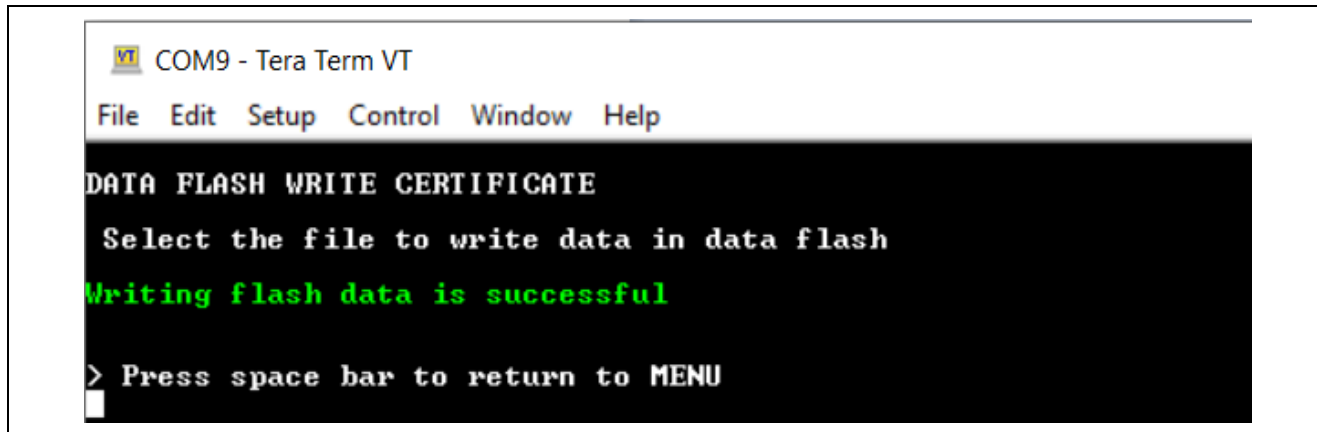 COM9 - Tera Term VT
File Edit Setup Control Window Help
DATA FLASH WRITE CERTIFICATE
Select the file to write data in data flash
Writing flash data is successful
> Press space bar to return to MENU